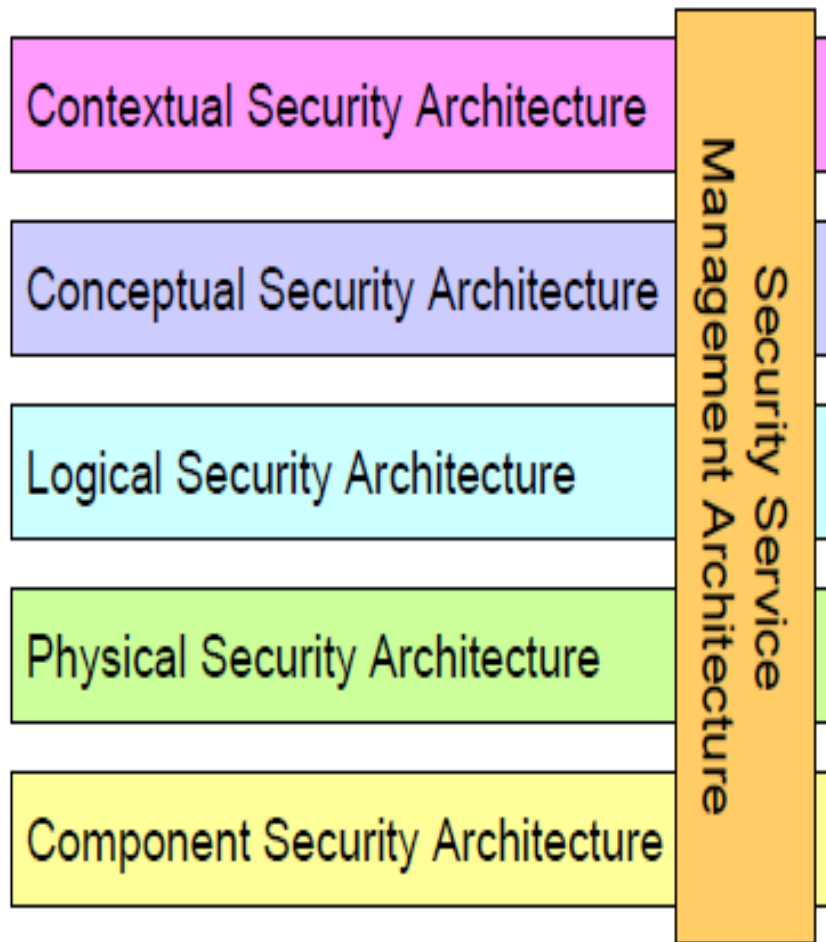 Contextual Security Architecture
Conceptual Security Architecture
Logical Security Architecture
Physical Security Architecture
Component Security Architecture
Security Service
Management Architecture